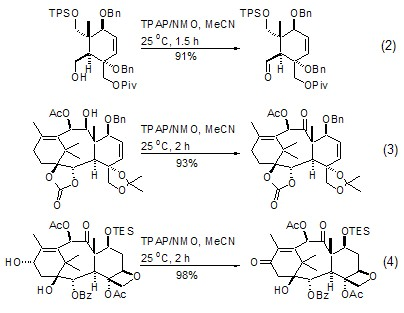 TPSO OBn TPAP/NMO, MeCN TPSO OBn
25 °C, 1.5 h (2)
OH OBn 91% O OBn
OPiv OPiv
AcO OH OBn TPAP/NMO, MeCN AcO O OBn
25 °C, 2 h (3)
93%
O O O O O O O O
O O
AcO O OTES TPAP/NMO, MeCN AcO O OTES
HO 25 °C, 2 h O (4)
HO OBz OAc O 98% HO OBz OAc O